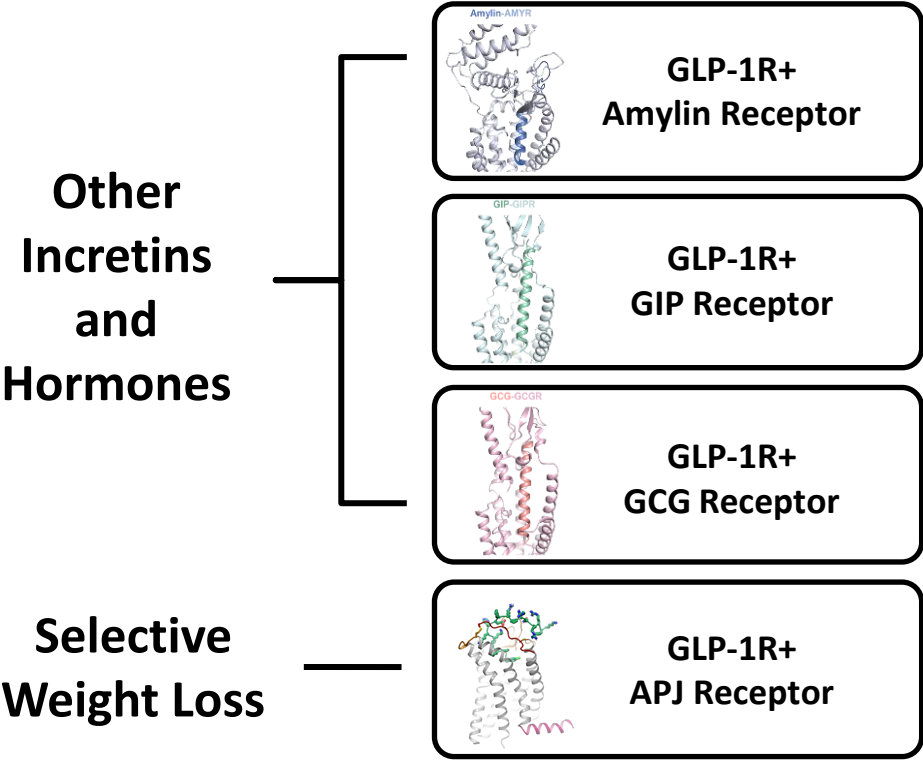 Other
Incretins
and
Hormones
Amylin-AMYR
GLP-1R+
Amylin Receptor
GIP-GIPR
GLP-1R+
GIP Receptor
GCG-GCGR
GLP-1R+
GCG Receptor
Selective
Weight Loss
GLP-1R+
APJ Receptor